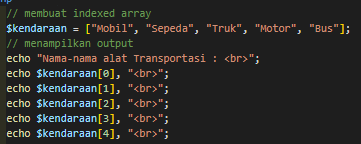 // membuat indexed array
$kendaraan = ["Mobil", "Sepeda", "Truk", "Motor", "Bus"];
// menampilkan output
echo "Nama-nama alat Transportasi : <br>";
echo $kendaraan[0], "<br>";
echo $kendaraan[1], "<br>";
echo $kendaraan[2], "<br>";
echo $kendaraan[3], "<br>";
echo $kendaraan[4], "<br>";